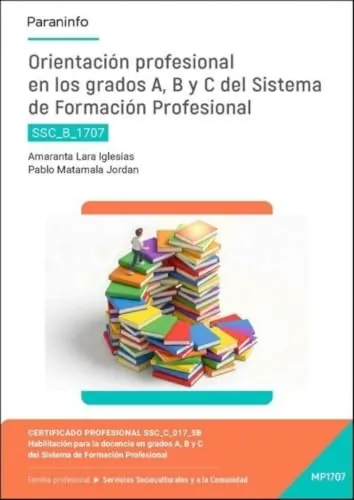 Paraninfo
Orientación profesional
en los grados A, B y C del Sistema
de Formación Profesional
SSC_B_1707
Amaranta Lara Iglesias
Pablo Matamala Jordan
CERTIFICADO PROFESIONAL SSC_C_017_5B
Habilitación para la docencia en grados A, B y C
del Sistema de Formación Profesional
Familia profesional ▸ Servicios Socioculturales y a la Comunidad
MP1707